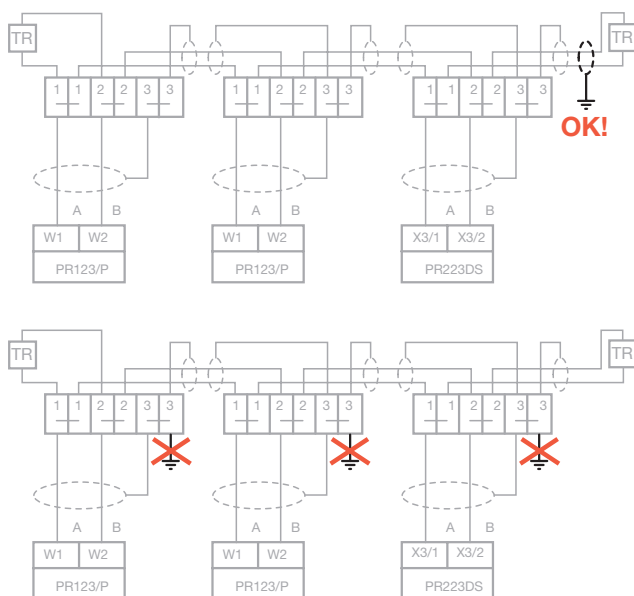 TR TR
1 1 2 2 3 3 1 1 2 2 3 3 1 1 2 2 3 3
OK!
A B A B A B
W1 W2 W1 W2 X3/1 X3/2
PR123/P PR123/P PR223DS
TR TR
1 1 2 2 3 3 1 1 2 2 3 3 1 1 2 2 3 3
A B A B A B
W1 W2 W1 W2 X3/1 X3/2
PR123/P PR123/P PR223DS